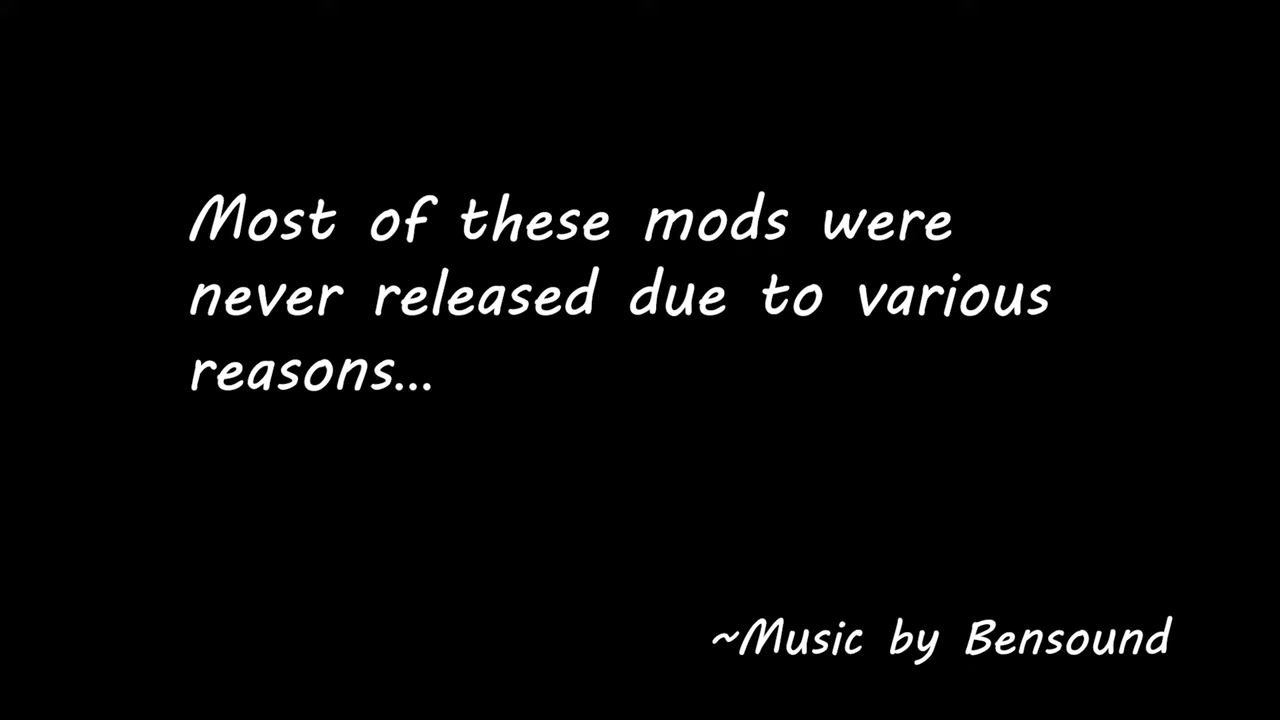 Most of these mods were
never released due to various
reasons...
~Music by Bensound